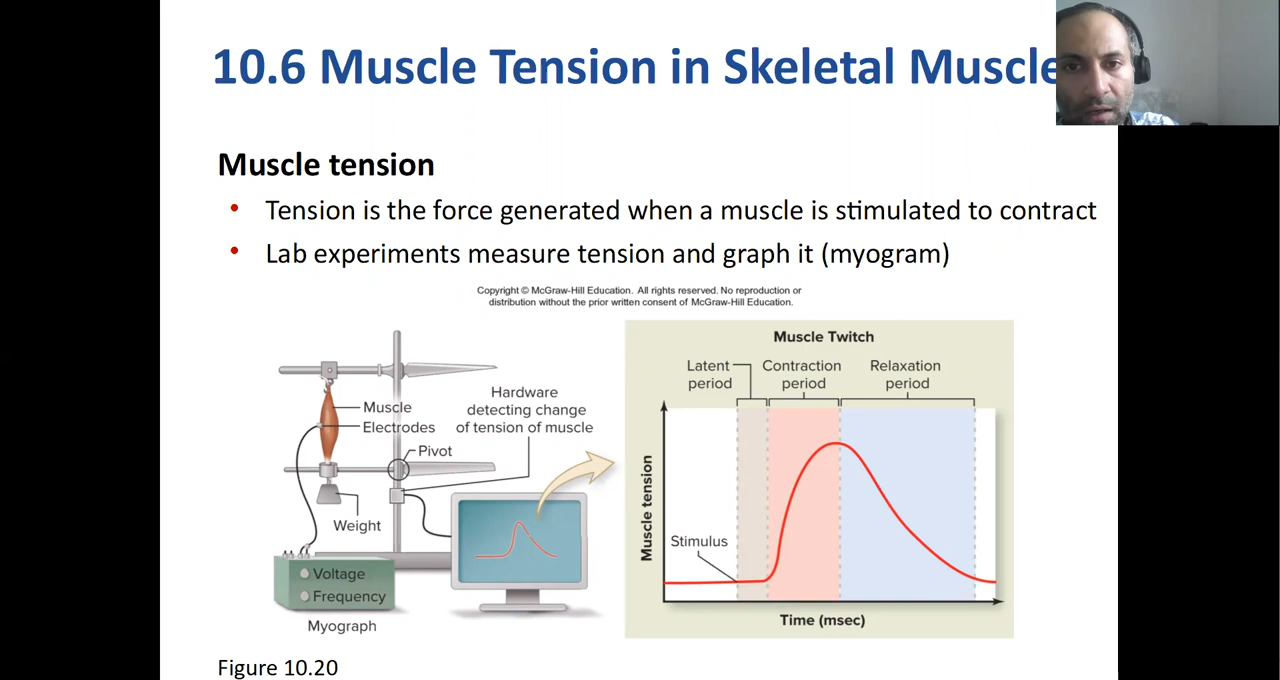 10.6 Muscle Tension in Skeletal Muscle
Muscle tension
• Tension is the force generated when a muscle is stimulated to contract
• Lab experiments measure tension and graph it (myogram)
Copyright © McGraw-Hill Education. All rights reserved. No reproduction or
distribution without the prior written consent of McGraw-Hill Education.
Muscle
Electrodes
Hardware
detecting change
of tension of muscle
Pivot
Weight
Voltage
Frequency
Myograph
Muscle Twitch
Latent
period
Contraction
period
Relaxation
period
Muscle tension
Stimulus
Time (msec)
Figure 10.20